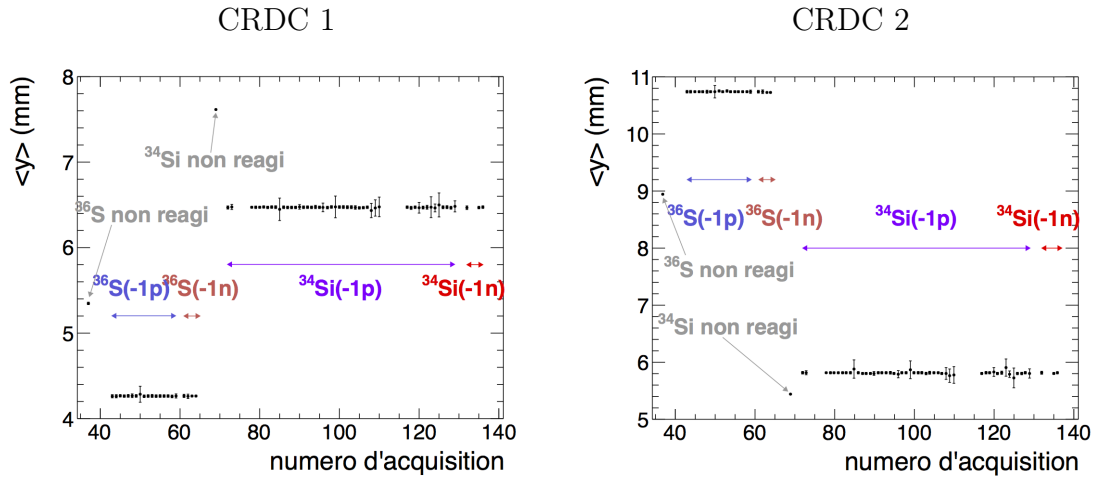 CRDC 1
<y> (mm)
8
7
6
5
4
³⁴Si non reagi
³⁶S non reagi
³⁶S(-1p)
³⁶S(-1n)
³⁴Si(-1p)
³⁴Si(-1n)
40 60 80 100 120 140
numero d'acquisition
CRDC 2
<y> (mm)
11
10
9
8
7
6
5
³⁶S(-1p)
³⁶S(-1n)
³⁴Si(-1p)
³⁴Si(-1n)
³⁶S non reagi
³⁴Si non reagi
40 60 80 100 120 140
numero d'acquisition